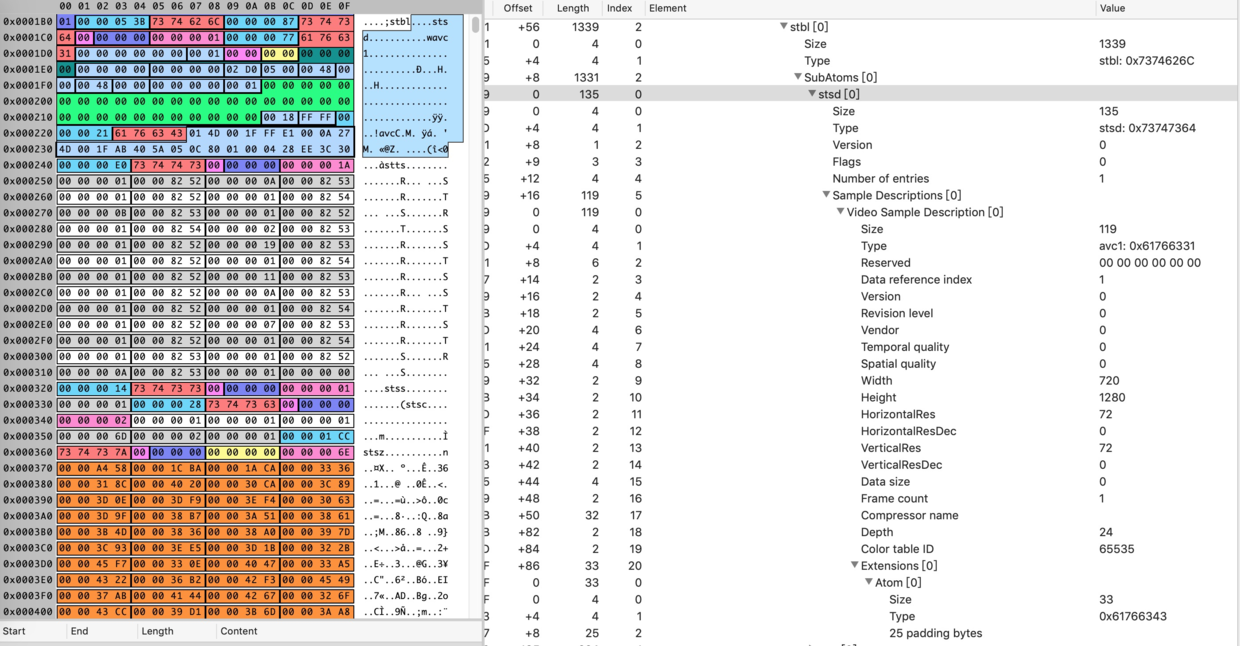 00 01 02 03 04 05 06 07 08 09 0A 0B 0C 0D 0E 0F
0x0001B0 01 00 00 05 3B 73 74 62 6C 00 00 00 87 73 74 73 ....;stbl....sts
0x0001C0 64 00 00 00 00 00 00 01 00 00 00 77 61 76 63 d..........wavc
0x0001D0 31 00 00 00 00 00 00 00 01 00 00 00 00 00 00 00 1...............
0x0001E0 00 00 00 00 00 00 00 00 00 02 D0 05 00 00 48 00 ..........Ð...H.
0x0001F0 00 00 48 00 00 00 00 00 00 00 01 00 00 00 00 00 ..H.............
0x000200 00 00 00 00 00 00 00 00 00 00 00 00 00 00 00 00 ................
0x000210 00 00 00 00 00 00 00 00 00 00 00 00 18 FF FF 00 .............ÿÿ.
0x000220 00 00 21 61 76 63 43 01 4D 00 1F FF E1 00 0A 27 ..!avcC.M. ÿá. '
0x000230 4D 00 1F AB 40 5A 05 0C 80 01 00 04 28 EE 3C 30 M. «@Z. ....(î<0
0x000240 00 00 00 E0 73 74 74 73 00 00 00 00 00 00 00 1A ...àstts........
0x000250 00 00 00 01 00 00 82 52 00 00 00 0A 00 00 82 53 .......R... ...S
0x000260 00 00 00 01 00 00 82 52 00 00 00 01 00 00 82 54 .......R.......T
0x000270 00 00 00 0B 00 00 82 53 00 00 00 01 00 00 82 52 ... ...S.......R
0x000280 00 00 00 01 00 00 82 54 00 00 00 02 00 00 82 53 .......T.......S
0x000290 00 00 00 01 00 00 82 52 00 00 00 19 00 00 82 53 .......R.......S
0x0002A0 00 00 00 01 00 00 82 52 00 00 00 01 00 00 82 54 .......R.......T
0x0002B0 00 00 00 01 00 00 82 52 00 00 00 11 00 00 82 53 .......R.......S
0x0002C0 00 00 00 01 00 00 82 52 00 00 00 0A 00 00 82 53 .......R... ...S
0x0002D0 00 00 00 01 00 00 82 52 00 00 00 01 00 00 82 54 .......R.......T
0x0002E0 00 00 00 01 00 00 82 52 00 00 00 07 00 00 82 53 .......R.......S
0x0002F0 00 00 00 01 00 00 82 52 00 00 00 01 00 00 82 54 .......R.......T
0x000300 00 00 00 01 00 00 82 53 00 00 00 01 00 00 82 52 .......S.......R
0x000310 00 00 00 0A 00 00 82 53 00 00 00 01 00 00 00 00 ... ...S........
0x000320 00 00 00 14 73 74 73 73 00 00 00 00 00 00 00 01 ....stss........
0x000330 00 00 00 01 00 00 00 28 73 74 73 63 00 00 00 00 .......(stsc....
0x000340 00 00 00 02 00 00 00 01 00 00 00 01 00 00 00 01 ................
0x000350 00 00 00 6D 00 00 00 02 00 00 00 01 00 00 01 CC ...m...........Ì
0x000360 73 74 73 7A 00 00 00 00 00 00 00 00 00 00 00 6E stsz...........n
0x000370 00 00 A4 58 00 00 1C BA 00 00 1A CA 00 00 33 36 ..¤X.. º...Ê..36
0x000380 00 00 31 8C 00 00 40 20 00 00 30 CA 00 00 3C 89 ..1...@ ..0Ê..<.
0x000390 00 00 3D 0E 00 00 3D F9 00 00 3E F4 00 00 30 63 ..=...=ù..>ô..0c
0x0003A0 00 00 3D 9F 00 00 38 B7 00 00 3A 51 00 00 38 61 ..=...8·..:Q..8a
0x0003B0 00 00 3B 4D 00 00 38 36 00 00 38 A0 00 00 39 7D ..;M..86..8 ..9}
0x0003C0 00 00 3C 93 00 00 3E E5 00 00 3D 1B 00 00 32 2B ..<...>å..=...2+
0x0003D0 00 00 45 F7 00 00 33 0E 00 00 40 47 00 00 33 A5 ..E÷..3...@G..3¥
0x0003E0 00 00 43 22 00 00 36 B2 00 00 42 F3 00 00 45 49 ..C"..6²..Bó..EI
0x0003F0 00 00 37 AB 00 00 41 44 00 00 42 67 00 00 32 6F ..7«..AD..Bg..2o
0x000400 00 00 43 CC 00 00 39 D1 00 00 3B 6D 00 00 3A A8 ..CÌ..9Ñ..;m..:¨
Start End Length Content
Offset Length Index Element Value
+56 1339 2 stbl [0]
0 4 0 Size 1339
+4 4 1 Type stbl: 0x7374626C
+8 1331 2 SubAtoms [0]
0 135 0 stsd [0]
0 4 0 Size 135
+4 4 1 Type stsd: 0x73747364
+8 1 2 Version 0
+9 3 3 Flags 0
+12 4 4 Number of entries 1
+16 119 5 Sample Descriptions [0]
0 119 0 Video Sample Description [0]
0 4 0 Size 119
+4 4 1 Type avc1: 0x61766331
+8 6 2 Reserved 00 00 00 00 00 00
+14 2 3 Data reference index 1
+16 2 4 Version 0
+18 2 5 Revision level 0
+20 4 6 Vendor 0
+24 4 7 Temporal quality 0
+28 4 8 Spatial quality 0
+32 2 9 Width 720
+34 2 10 Height 1280
+36 2 11 HorizontalRes 72
+38 2 12 HorizontalResDec 0
+40 2 13 VerticalRes 72
+42 2 14 VerticalResDec 0
+44 4 15 Data size 0
+48 2 16 Frame count 1
+50 32 17 Compressor name
+82 2 18 Depth 24
+84 2 19 Color table ID 65535
+86 33 20 Extensions [0]
0 33 0 Atom [0]
0 4 0 Size 33
+4 4 1 Type 0x61766343
+8 25 2 25 padding bytes